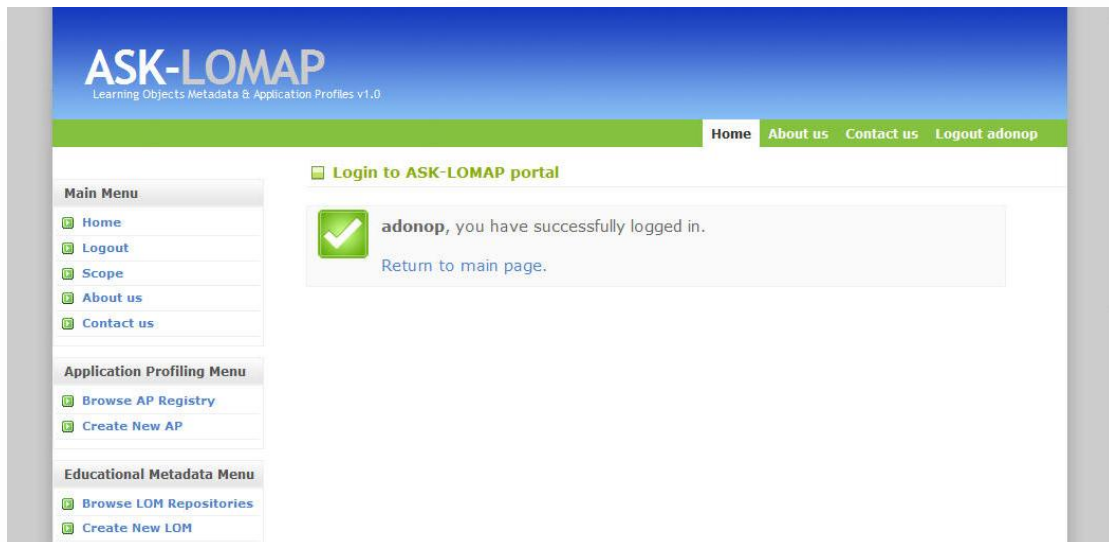 ASK-LOMAP
Learning Objects Metadata & Application Profiles v1.0
Home About us Contact us Logout adonop
Main Menu
Home
Logout
Scope
About us
Contact us
Application Profiling Menu
Browse AP Registry
Create New AP
Educational Metadata Menu
Browse LOM Repositories
Create New LOM
Login to ASK-LOMAP portal
adonop, you have successfully logged in.
Return to main page.